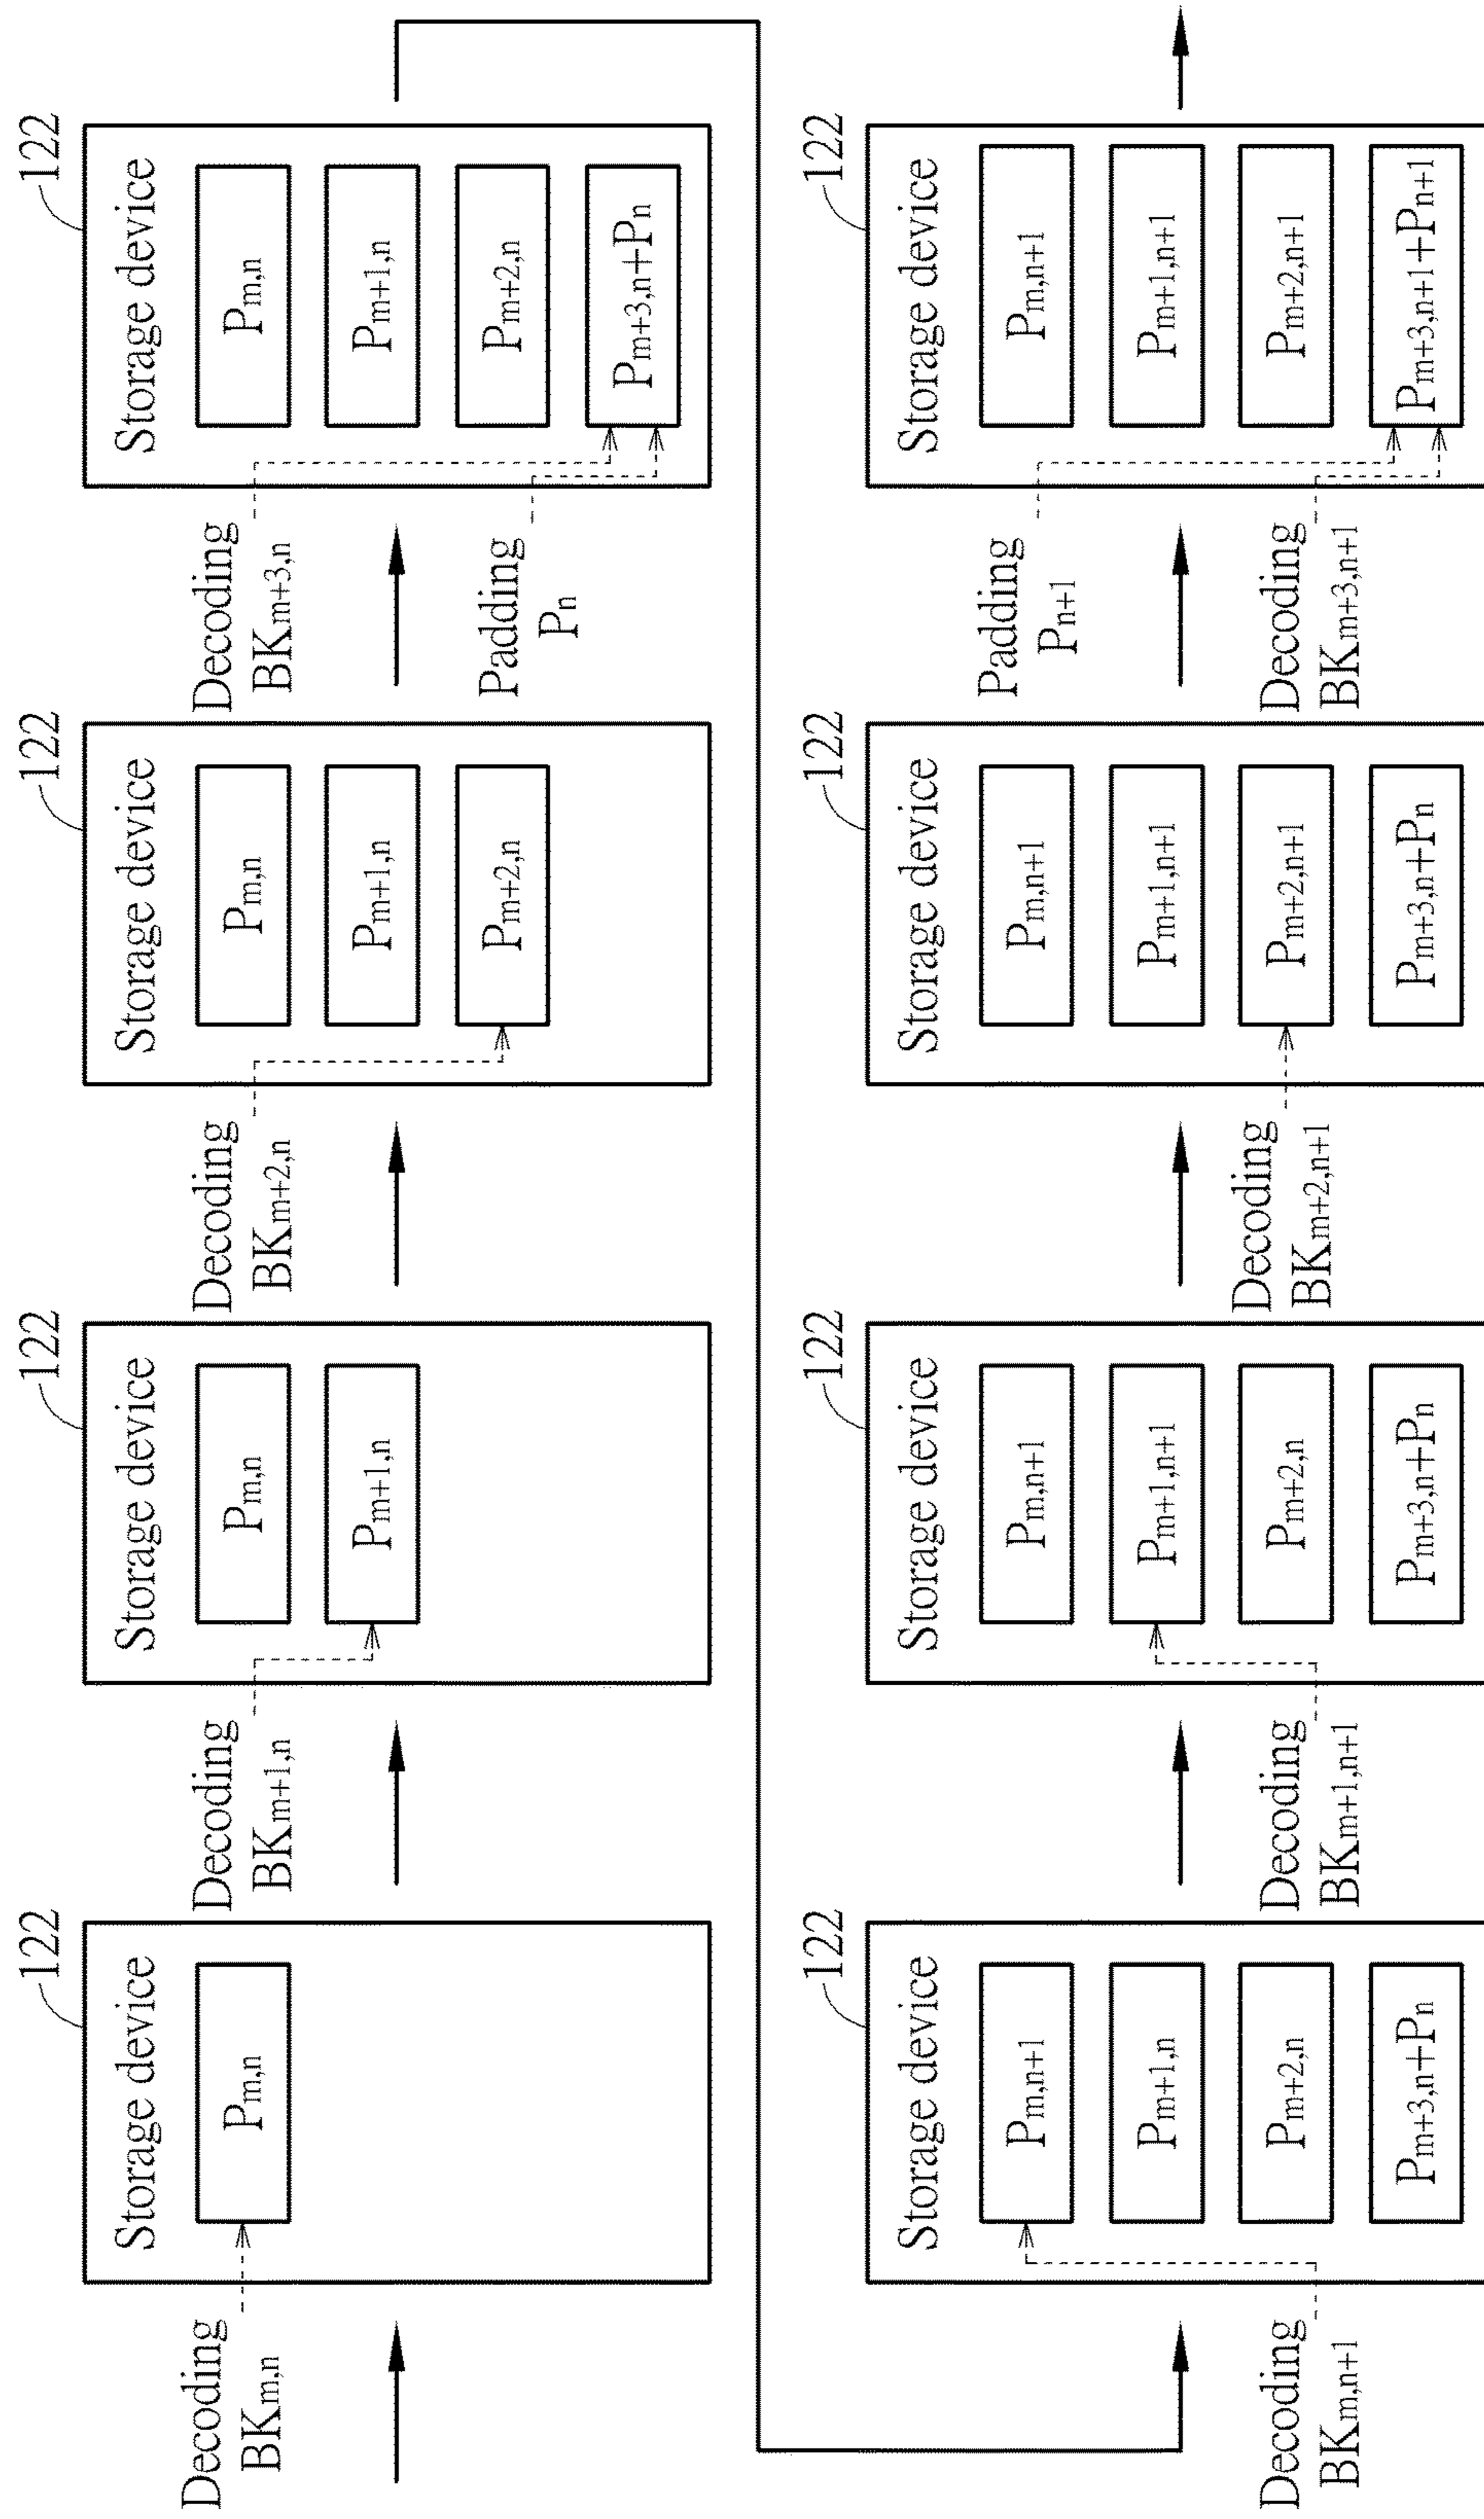 Decoding
BKm,n
122
Storage device
Pm,n
Decoding
BKm+1,n
122
Storage device
Pm,n
Pm+1,n
Decoding
BKm+2,n
122
Storage device
Pm,n
Pm+1,n
Pm+2,n
Decoding
BKm+3,n
Padding
Pn
122
Storage device
Pm,n
Pm+1,n
Pm+2,n
Pm+3,n+Pn
Decoding
BKm,n+1
122
Storage device
Pm,n+1
Pm+1,n
Pm+2,n
Pm+3,n+Pn
Decoding
BKm+1,n+1
122
Storage device
Pm,n+1
Pm+1,n+1
Pm+2,n
Pm+3,n+Pn
Decoding
BKm+2,n+1
122
Storage device
Pm,n+1
Pm+1,n+1
Pm+2,n+1
Pm+3,n+Pn
Padding
Pn+1
Decoding
BKm+3,n+1
122
Storage device
Pm,n+1
Pm+1,n+1
Pm+2,n+1
Pm+3,n+1+Pn+1